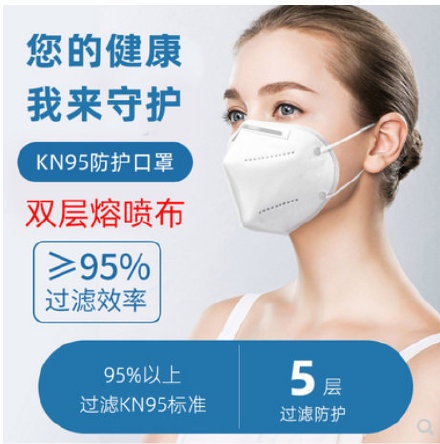 您的健康
我来守护
KN95防护口罩
双层熔喷布
≥95%
过滤效率
95%以上
过滤KN95标准
5 层
过滤防护